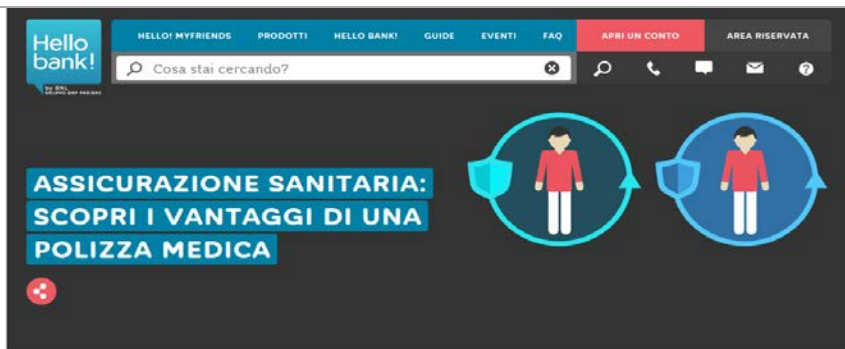 Hello
bank!
by BNL
GRUPPO BNP PARIBAS
HELLO! MYFRIENDS PRODOTTI HELLO BANK! GUIDE EVENTI FAQ APRI UN CONTO AREA RISERVATA
Cosa stai cercando?
ASSICURAZIONE SANITARIA:
SCOPRI I VANTAGGI DI UNA
POLIZZA MEDICA